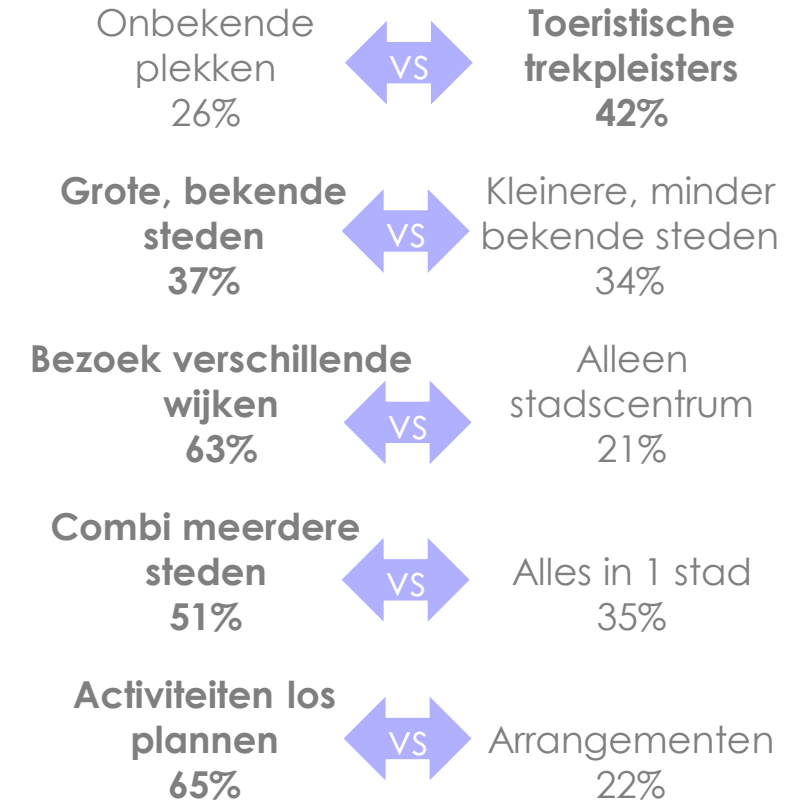 Onbekende
plekken
26%
VS
Toeristische
trekpleisters
42%
Grote, bekende
steden
37%
VS
Kleinere, minder
bekende steden
34%
Bezoek verschillende
wijken
63%
VS
Alleen
stadscentrum
21%
Combi meerdere
steden
51%
VS
Alles in 1 stad
35%
Activiteiten los
plannen
65%
VS
Arrangementen
22%